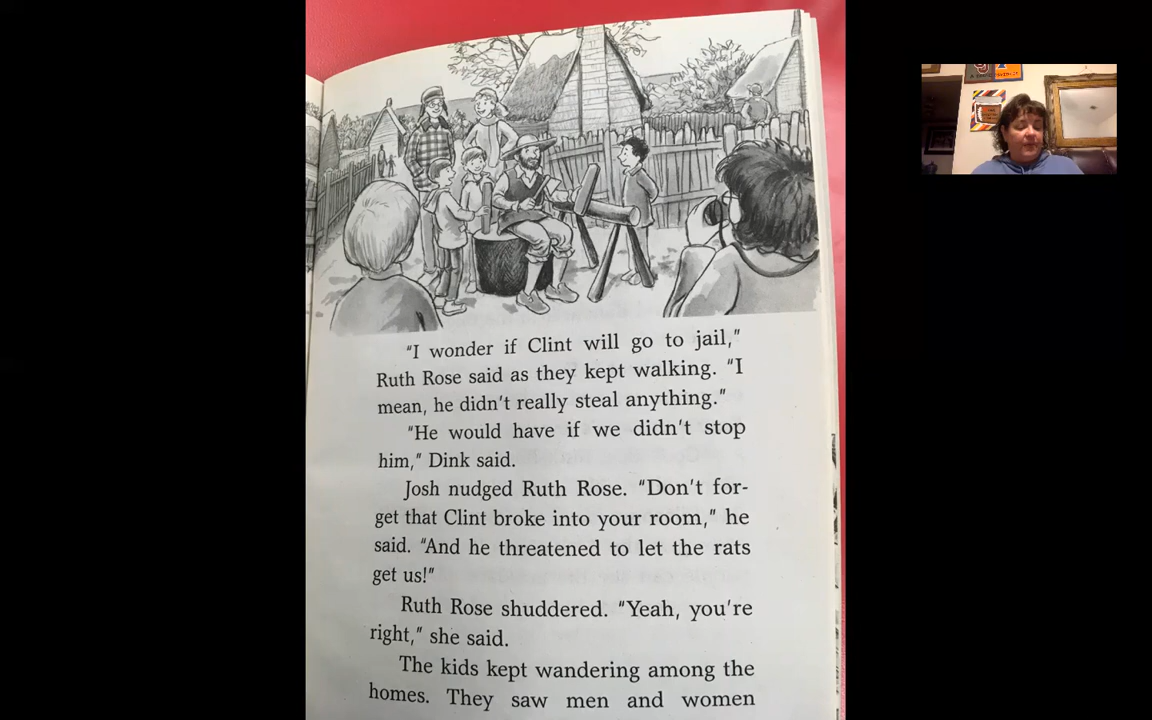 "I wonder if Clint will go to jail,"
Ruth Rose said as they kept walking. "I
mean, he didn't really steal anything."
"He would have if we didn't stop
him," Dink said.
Josh nudged Ruth Rose. "Don't for-
get that Clint broke into your room," he
said. "And he threatened to let the rats
get us!"
Ruth Rose shuddered. "Yeah, you're
right," she said.
The kids kept wandering among the
homes. They saw men and women